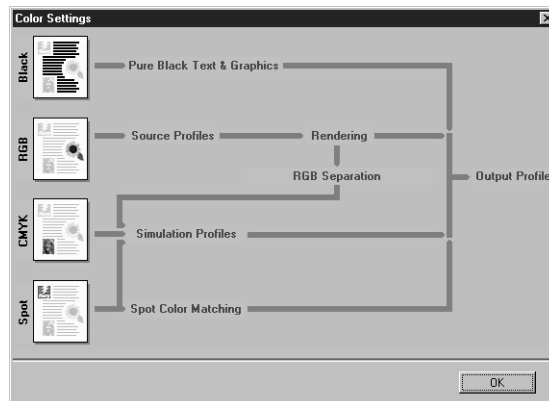 Color Settings
Black
Pure Black Text & Graphics
RGB
Source Profiles
Rendering
RGB Separation
Output Profile
CMYK
Simulation Profiles
Spot
Spot Color Matching
OK